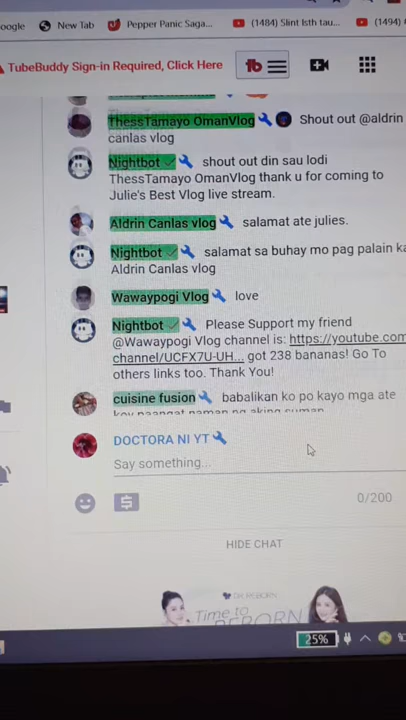 oogle New Tab Pepper Panic Saga... (1484) Slint Isth tau... (1494)
TubeBuddy Sign-in Required, Click Here tb
ThessTamayo OmanVlog Shout out @aldrin
canlas vlog
Nightbot shout out din sau lodi
ThessTamayo OmanVlog thank u for coming to
Julie's Best Vlog live stream.
Aldrin Canlas vlog salamat ate julies.
Nightbot salamat sa buhay mo pag palain ka
Aldrin Canlas vlog
Wawaypogi Vlog love
Nightbot Please Support my friend
@Wawaypogi Vlog channel is: https://youtube.com
channel/UCFX7U-UH... got 238 bananas! Go To
others links too. Thank You!
cuisine fusion babalikan ko po kayo mga ate
DOCTORA NI YT
Say something...
0/200
HIDE CHAT
DR. REBORN
Time to
REBORN
25%